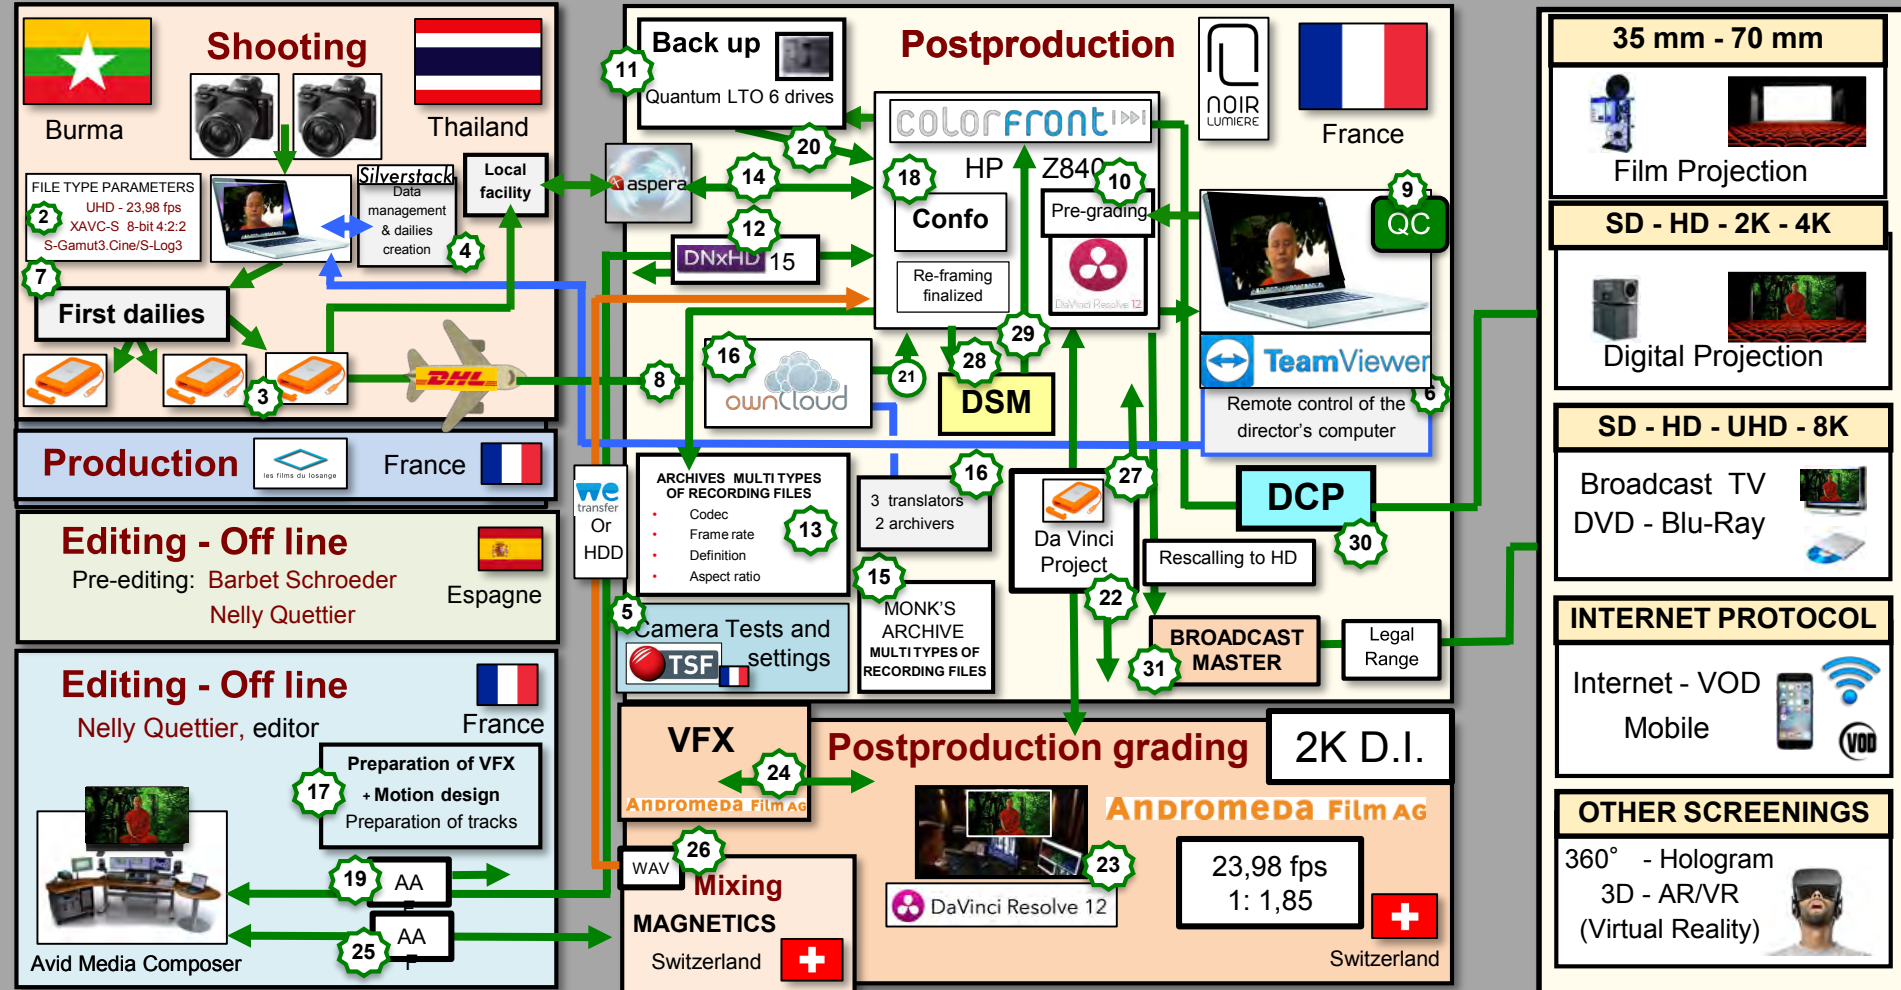 Shooting
Burma
Thailand
FILE TYPE PARAMETERS
UHD - 23,98 fps
XAVC-S 8-bit 4:2:2
S-Gamut3.Cine/S-Log3
2
Silverstack
Data
management
& dailies
creation
4
Local
facility
7
First dailies
3
DHL
Production
les films du losange
France
Editing - Off line
Pre-editing: Barbet Schroeder
Nelly Quettier
Espagne
Editing - Off line
Nelly Quettier, editor
France
17
Preparation of VFX
+ Motion design
Preparation of tracks
19
AA
25
AA
Avid Media Composer
Postproduction
NOIR
LUMIERE
France
11
Back up
Quantum LTO 6 drives
colorfront
20
aspera
14
HP Z840
18
Confo
10
Pre-grading
DaVinci Resolve 12
Re-framing
finalized
12
DNxHD 15
9
QC
TeamViewer
6
Remote control of the
director's computer
8
16
ownCloud
21
28
29
DSM
we
transfer
Or
HDD
ARCHIVES MULTI TYPES
OF RECORDING FILES
• Codec
• Frame rate
• Definition
• Aspect ratio
13
16
3 translators
2 archivers
15
MONK'S
ARCHIVE
MULTI TYPES OF
RECORDING FILES
5
Camera Tests and
settings
TSF
27
Da Vinci
Project
22
DCP
30
Rescalling to HD
31
BROADCAST
MASTER
Legal
Range
VFX
24
Andromeda Film AG
Postproduction grading
2K D.I.
Andromeda Film AG
23
DaVinci Resolve 12
23,98 fps
1: 1,85
Switzerland
26
WAV
Mixing
MAGNETICS
Switzerland
35 mm - 70 mm
Film Projection
SD - HD - 2K - 4K
Digital Projection
SD - HD - UHD - 8K
Broadcast TV
DVD - Blu-Ray
INTERNET PROTOCOL
Internet - VOD
Mobile
VOD
OTHER SCREENINGS
360° - Hologram
3D - AR/VR
(Virtual Reality)